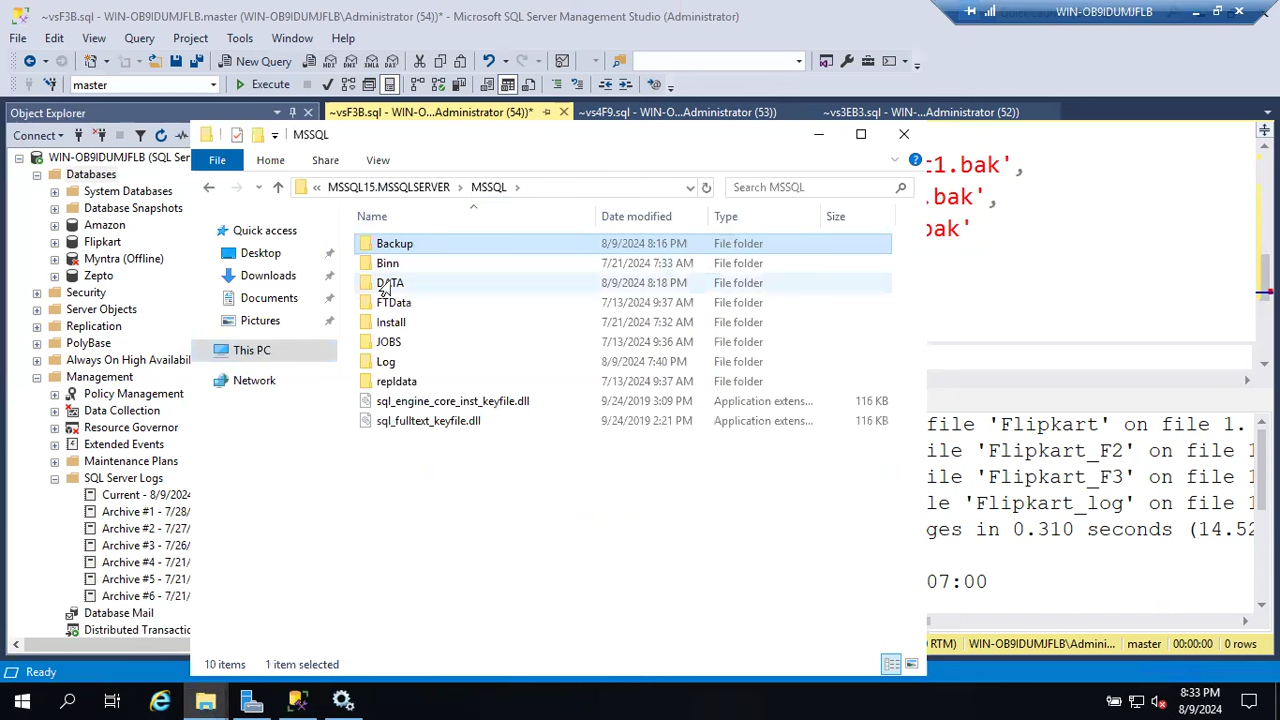 vsF3B.sql - WIN-OB9IDUMJFLB.master (WIN-OB9IDUMJFLB\Administrator (54))* - Microsoft SQL Server Management Studio (Administrator)
WIN-OB9IDUMJFLB
File Edit View Query Project Tools Window Help
New Query
master Execute
Object Explorer
~vsF3B.sql - WIN-O...Administrator (54))* ~vs4F9.sql - WIN-O...Administrator (53)) ~vs3EB3.sql - WIN-...Administrator (52))
Connect
WIN-OB9IDUMJFLB (SQL Ser
Databases
System Databases
Database Snapshots
Amazon
Flipkart
Myntra (Offline)
Zepto
Security
Server Objects
Replication
PolyBase
Always On High Availabi
Management
Policy Management
Data Collection
Resource Governor
Extended Events
Maintenance Plans
SQL Server Logs
Current - 8/9/2024
Archive #1 - 7/28/
Archive #2 - 7/27/
Archive #3 - 7/26/
Archive #4 - 7/21/
Archive #5 - 7/21/
Archive #6 - 7/21/
Database Mail
Distributed Transactic
MSSQL
File Home Share View
« MSSQL15.MSSQLSERVER > MSSQL >
Search MSSQL
Name Date modified Type Size
Quick access
Desktop
Downloads
Documents
Pictures
This PC
Network
Backup 8/9/2024 8:16 PM File folder
Binn 7/21/2024 7:33 AM File folder
DATA 8/9/2024 8:18 PM File folder
FTData 7/13/2024 9:37 AM File folder
Install 7/21/2024 7:32 AM File folder
JOBS 7/13/2024 9:36 AM File folder
Log 8/9/2024 7:40 PM File folder
repldata 7/13/2024 9:37 AM File folder
sql_engine_core_inst_keyfile.dll 9/24/2019 3:09 PM Application extens... 116 KB
sql_fulltext_keyfile.dll 9/24/2019 2:21 PM Application extens... 116 KB
10 items 1 item selected
t1.bak',
.bak',
bak'
file 'Flipkart' on file 1.
ile 'Flipkart_F2' on file 1
ile 'Flipkart_F3' on file 1
le 'Flipkart_log' on file 1
ges in 0.310 seconds (14.52
07:00
RTM) WIN-OB9IDUMJFLB\Admini... master 00:00:00 0 rows
Ready
8:33 PM
8/9/2024